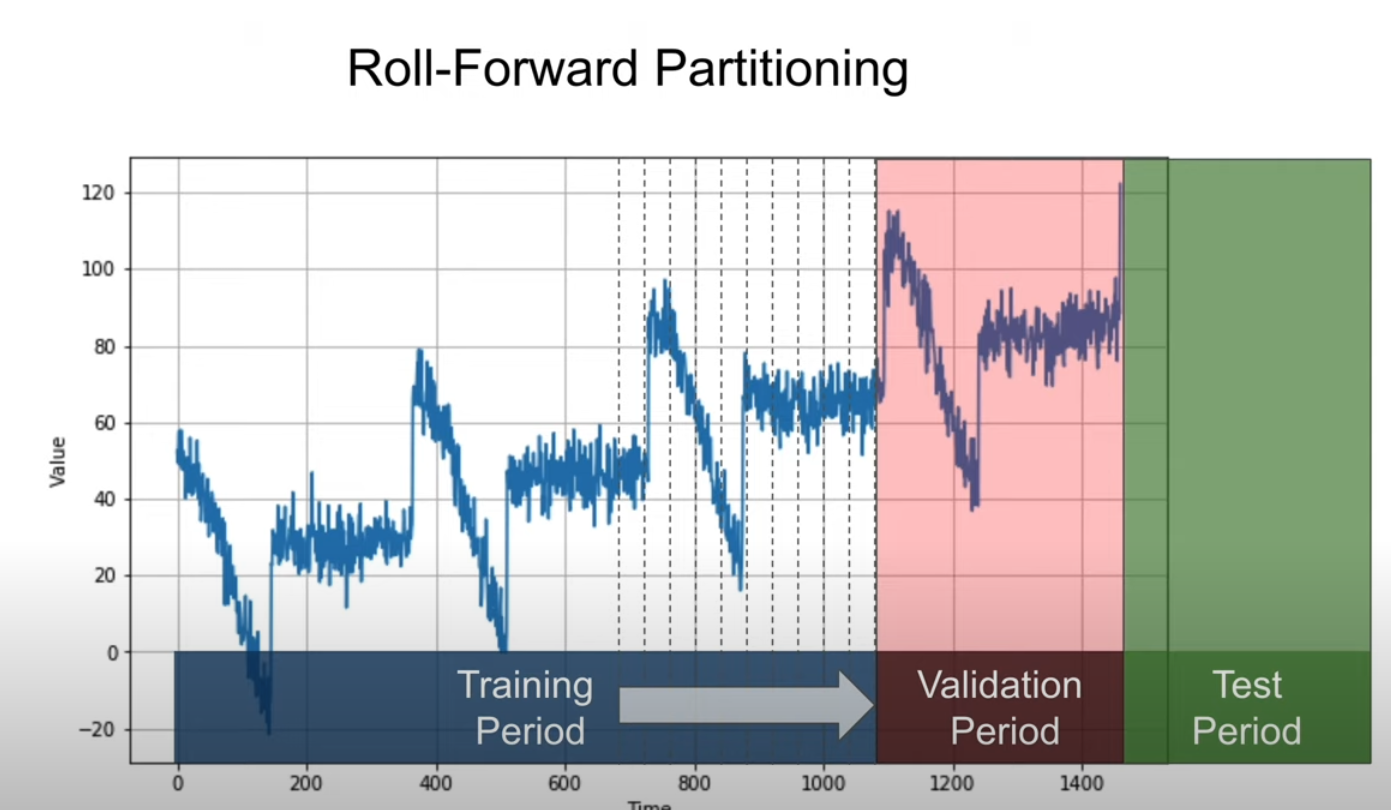 Roll-Forward Partitioning
120
100
80
60
40
20
0
−20
Value
Training
Period
Validation
Period
Test
Period
0 200 400 600 800 1000 1200 1400
Time